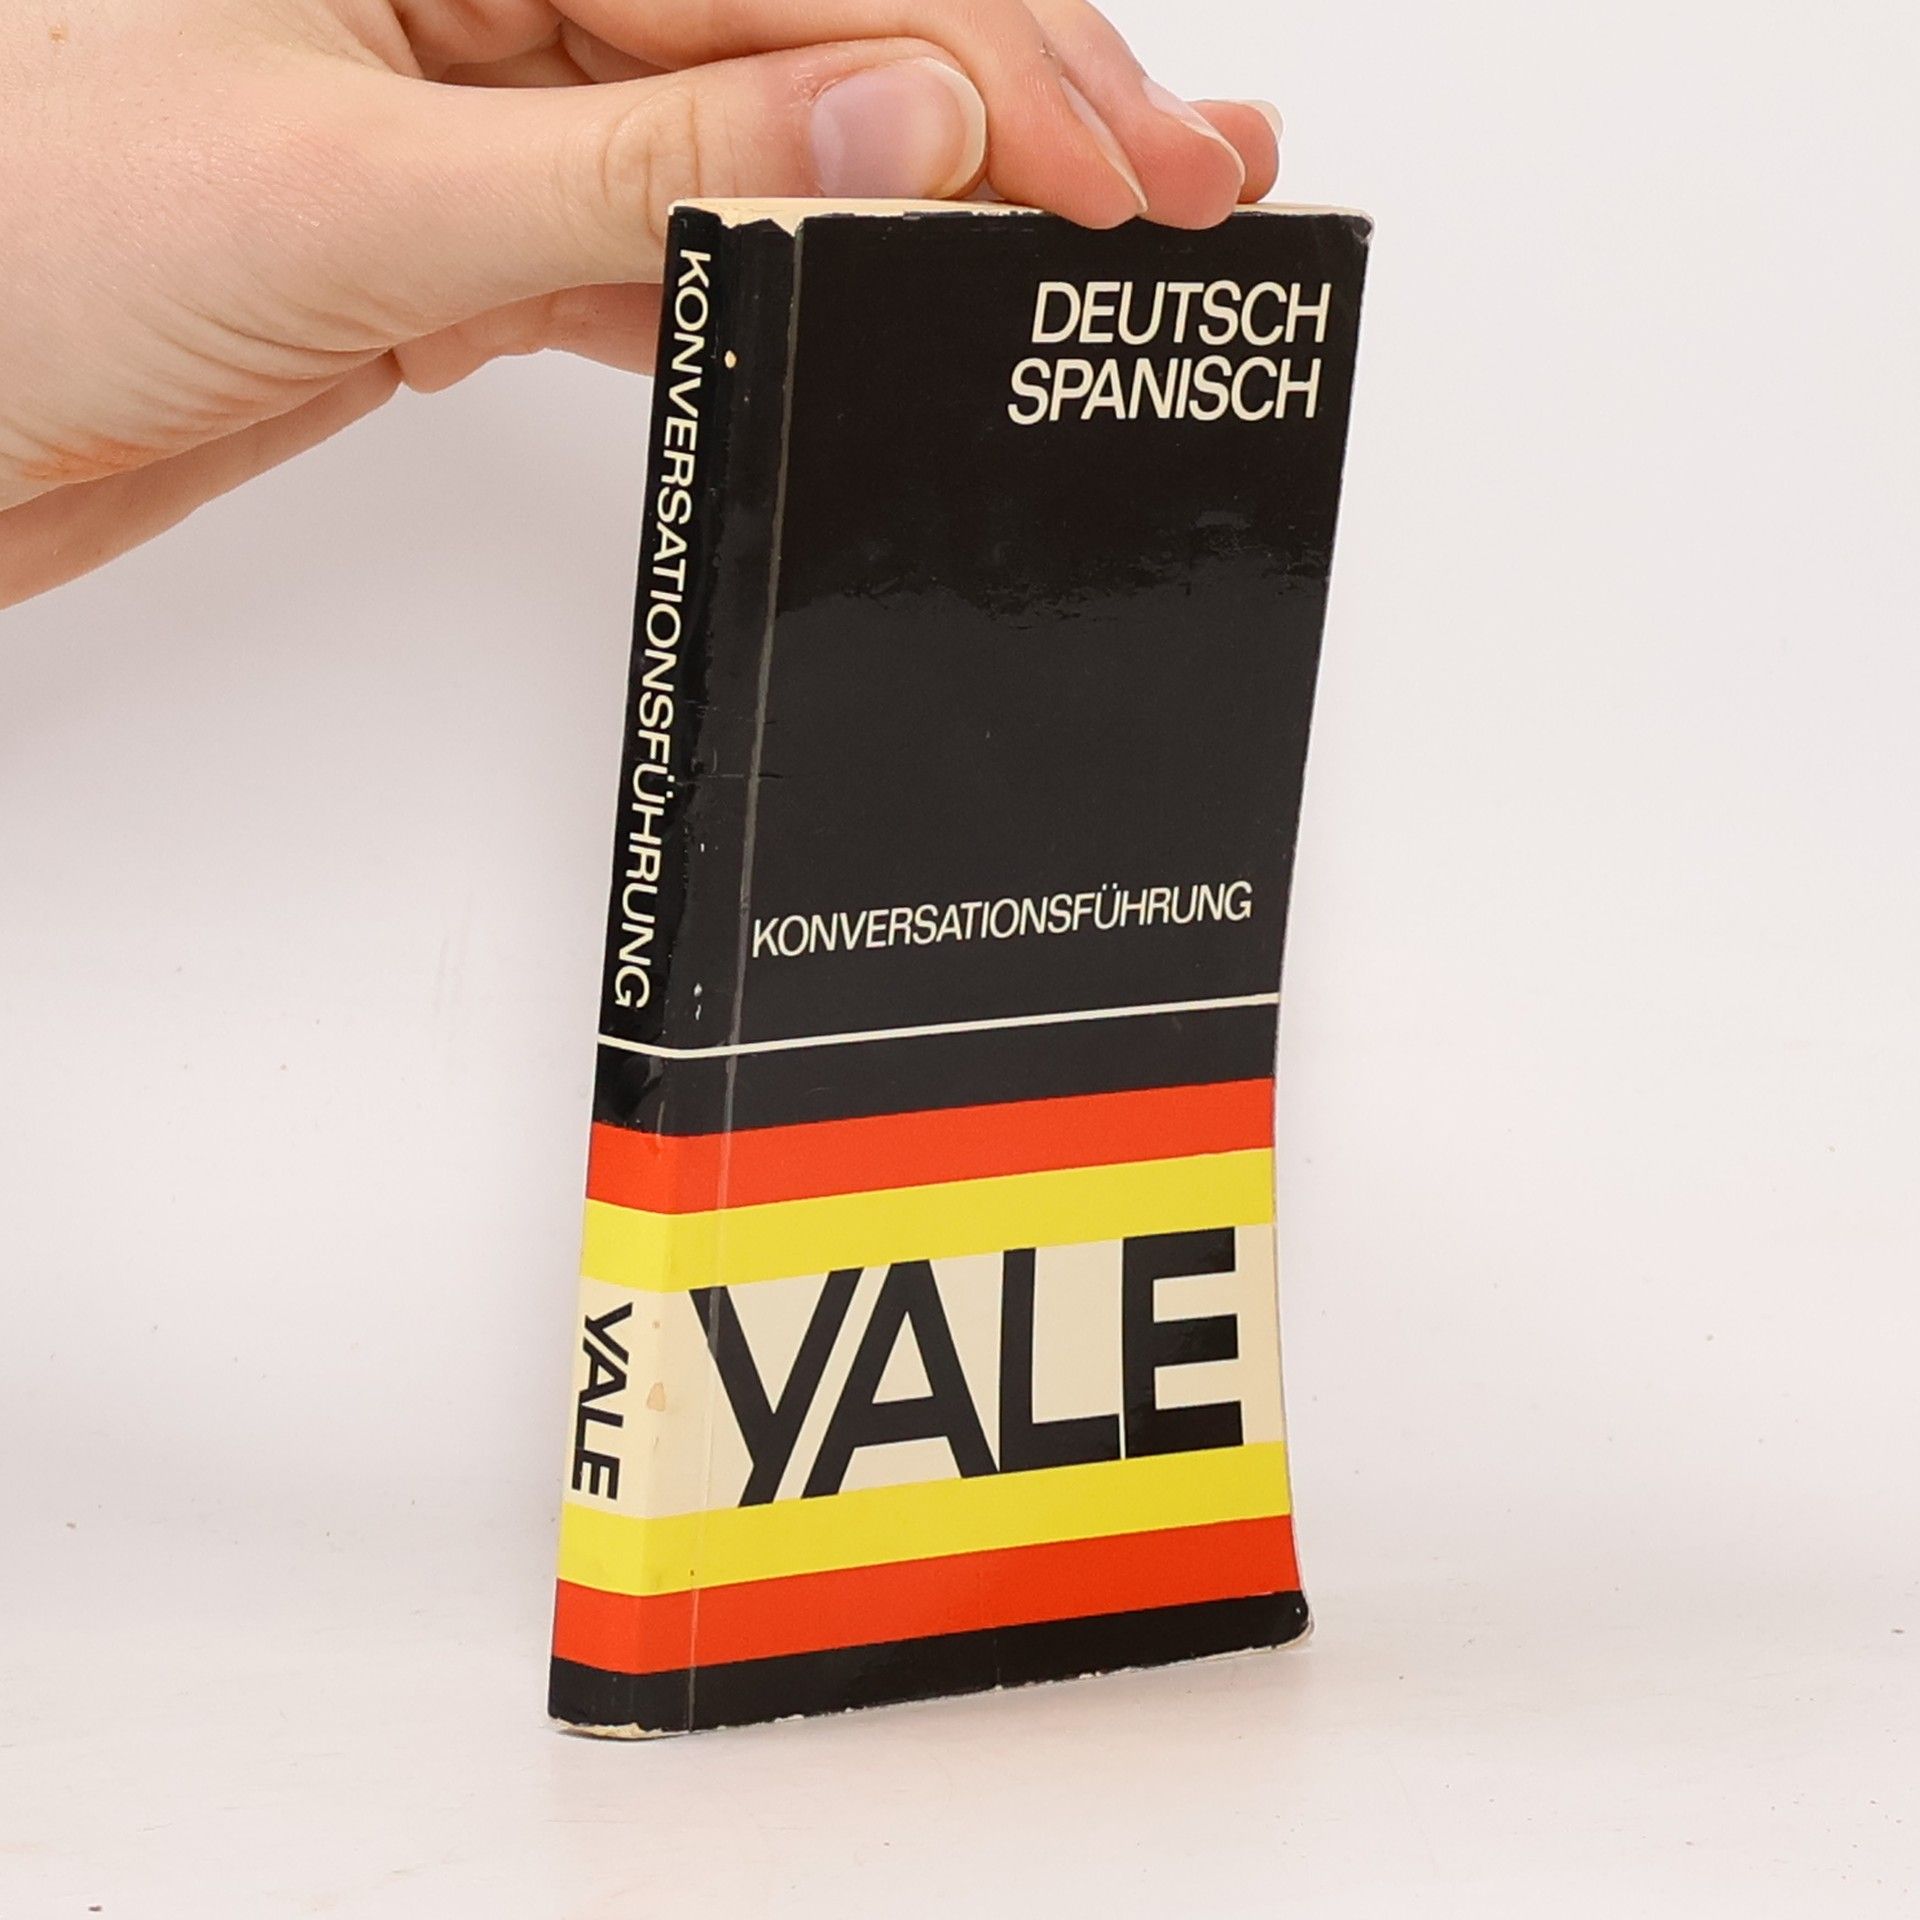 KONVERSATIONSFÜHRUNG
YALE
DEUTSCH
SPANISCH
KONVERSATIONSFÜHRUNG
YALE